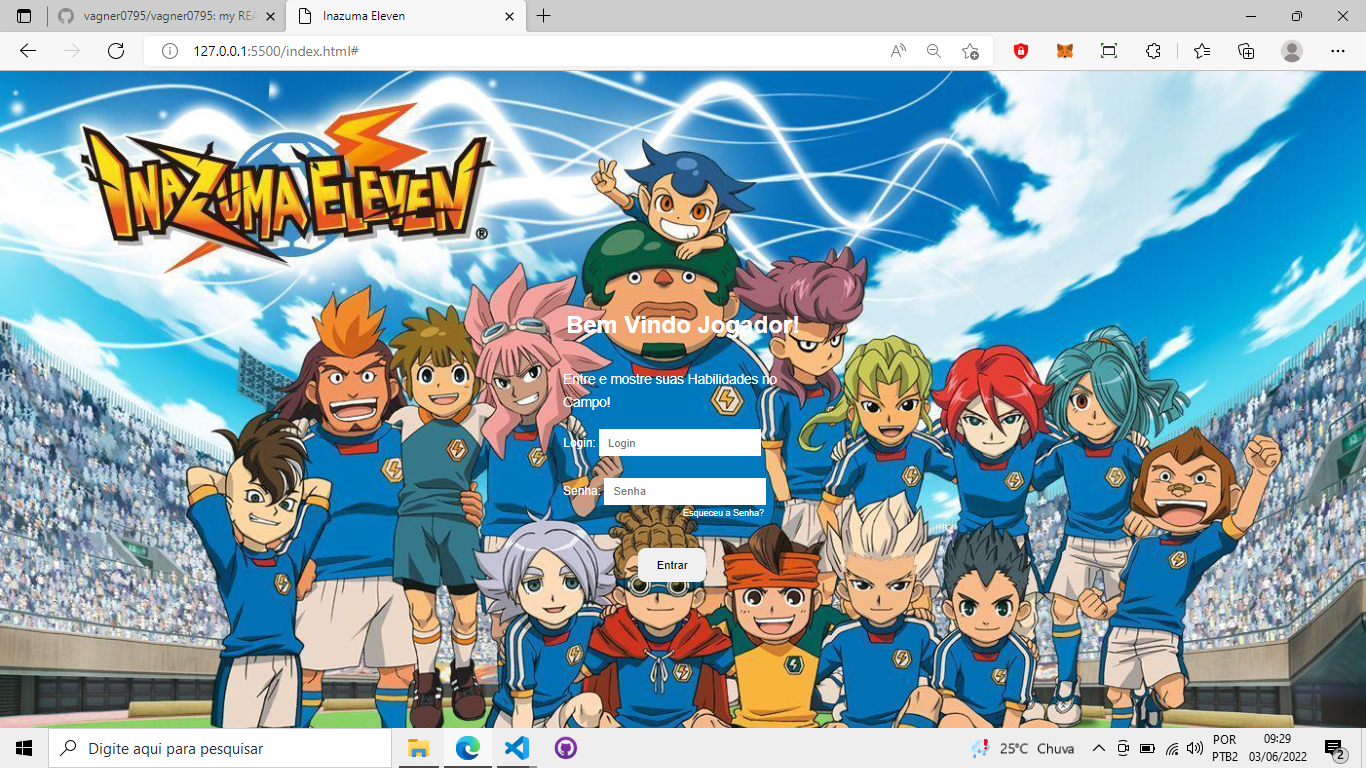 vagner0795/vagner0795: my REA
Inazuma Eleven
127.0.0.1:5500/index.html#
INAZUMA ELEVEN®
Bem Vindo Jogador!
Entre e mostre suas Habilidades no
Campo!
Login: Login
Senha: Senha
Esqueceu a Senha?
Entrar
Digite aqui para pesquisar
25°C Chuva
POR
PTB2
09:29
03/06/2022
2